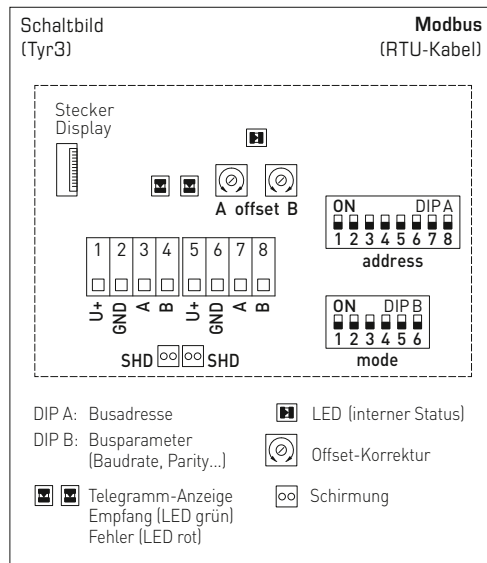 Schaltbild
(Tyr3)
Modbus
(RTU-Kabel)
Stecker
Display
A offset B
ON DIP A
1 2 3 4 5 6 7 8
address
1 2 3 4 5 6 7 8
U+ GND A B U+ GND A B
ON DIP B
1 2 3 4 5 6
mode
SHD SHD
DIP A: Busadresse
DIP B: Busparameter
(Baudrate, Parity...)
Telegramm-Anzeige
Empfang (LED grün)
Fehler (LED rot)
LED (interner Status)
Offset-Korrektur
Schirmung